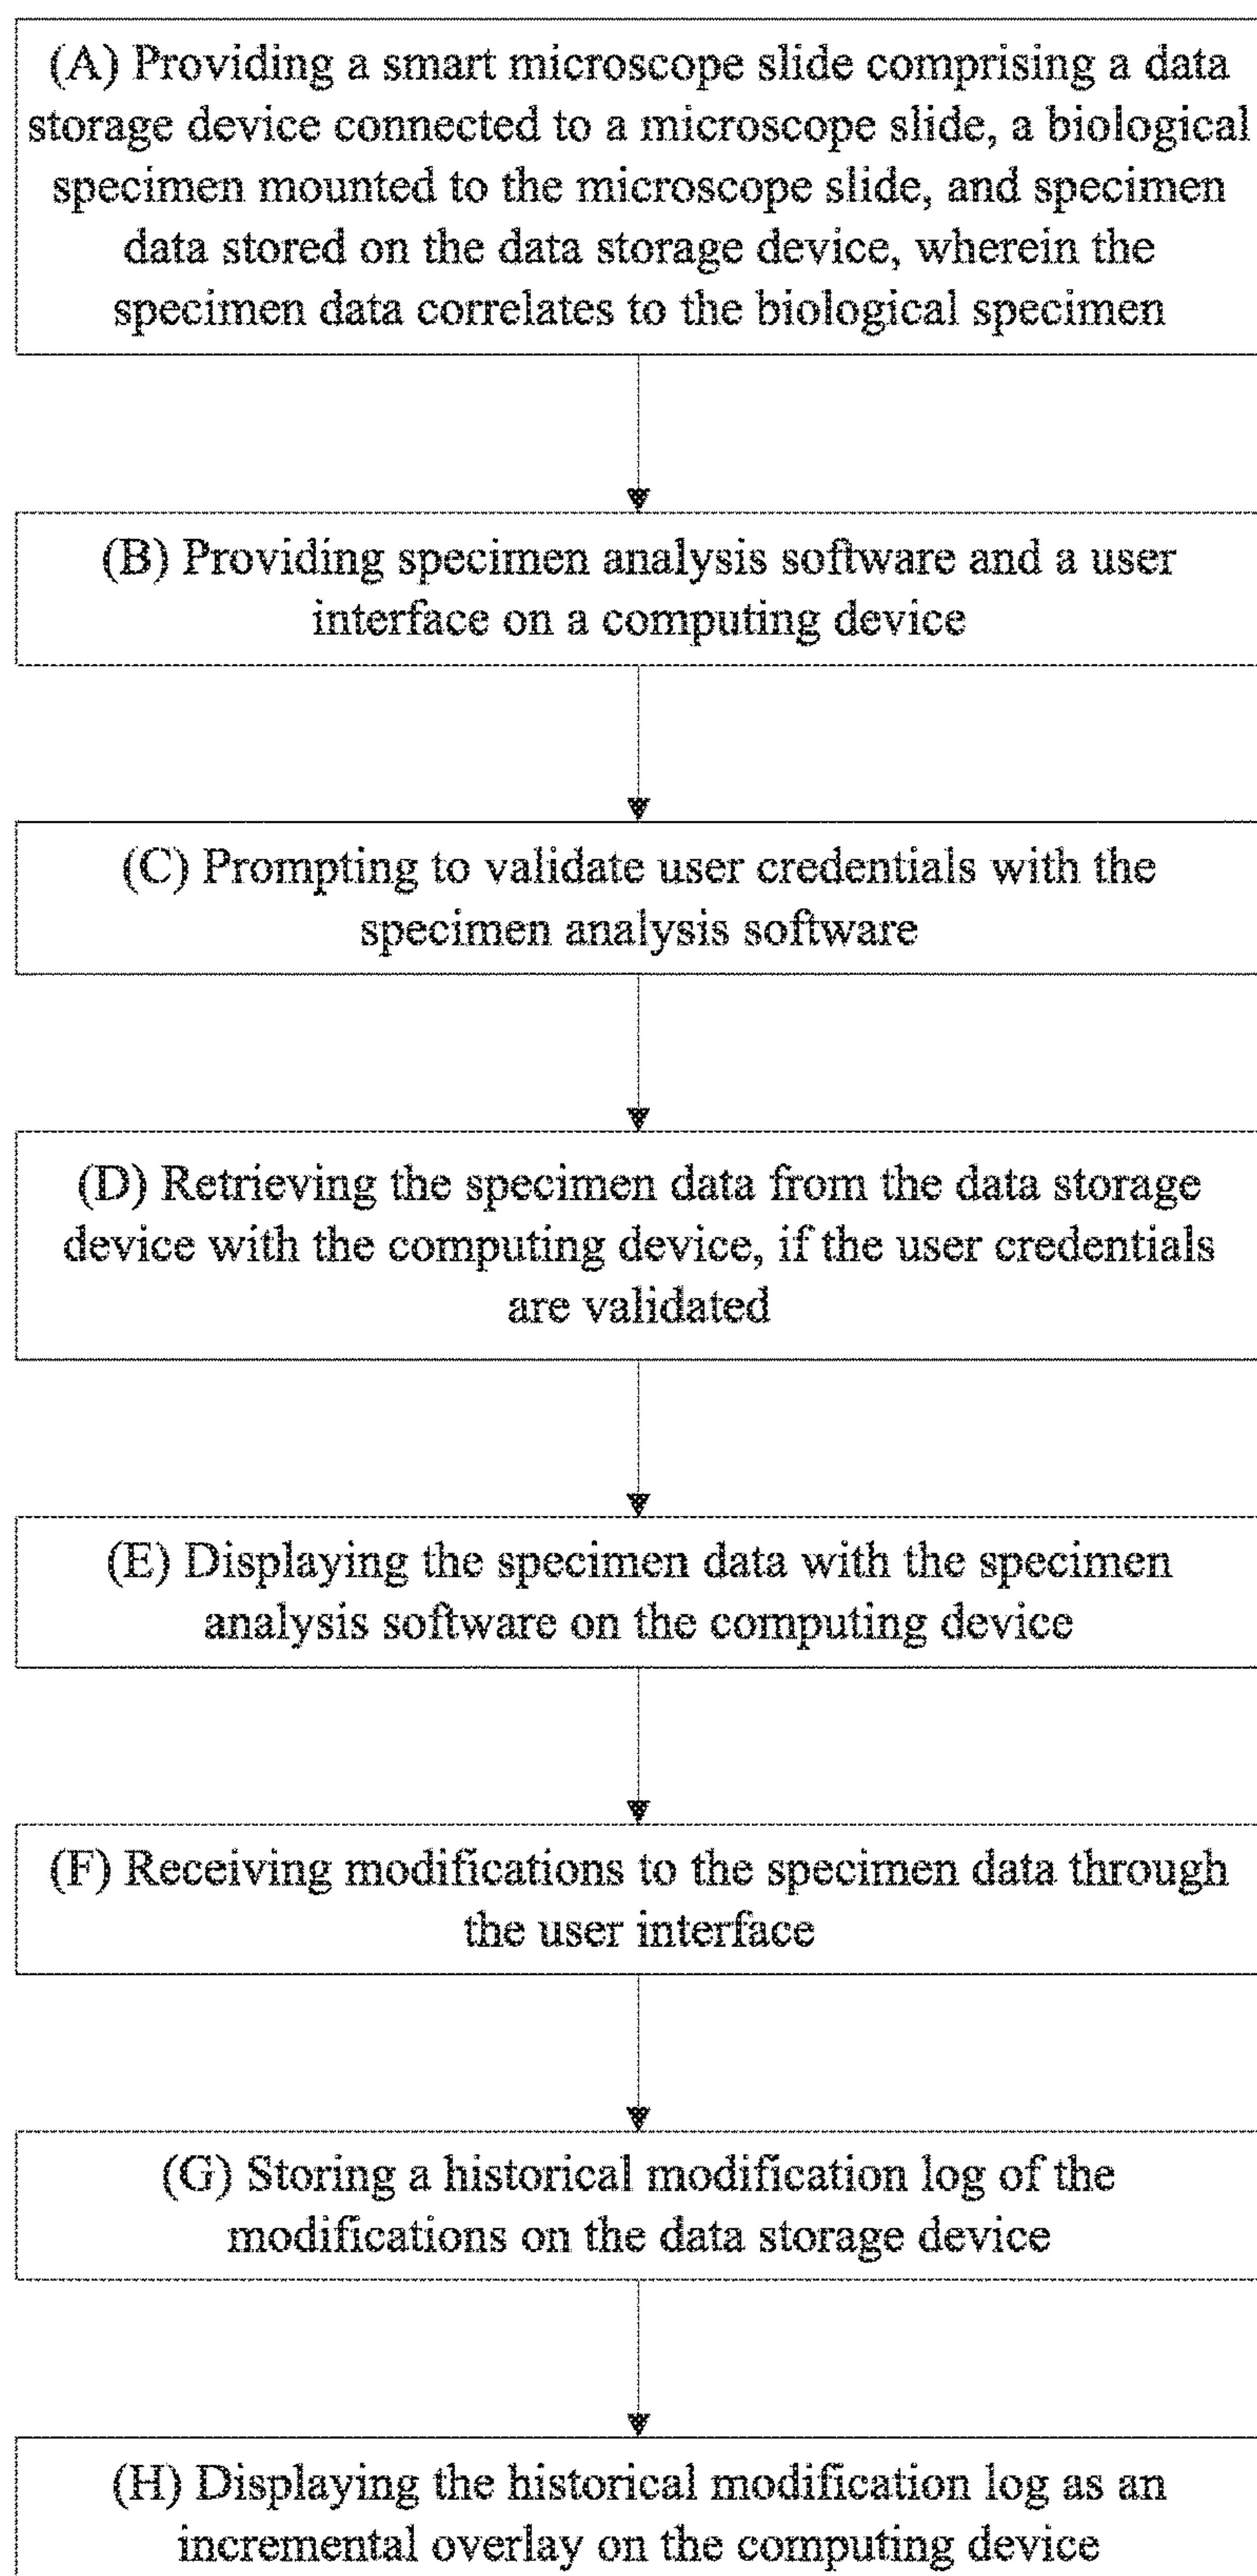 (A) Providing a smart microscope slide comprising a data
storage device connected to a microscope slide, a biological
specimen mounted to the microscope slide, and specimen
data stored on the data storage device, wherein the
specimen data correlates to the biological specimen
(B) Providing specimen analysis software and a user
interface on a computing device
(C) Prompting to validate user credentials with the
specimen analysis software
(D) Retrieving the specimen data from the data storage
device with the computing device, if the user credentials
are validated
(E) Displaying the specimen data with the specimen
analysis software on the computing device
(F) Receiving modifications to the specimen data through
the user interface
(G) Storing a historical modification log of the
modifications on the data storage device
(H) Displaying the historical modification log as an
incremental overlay on the computing device